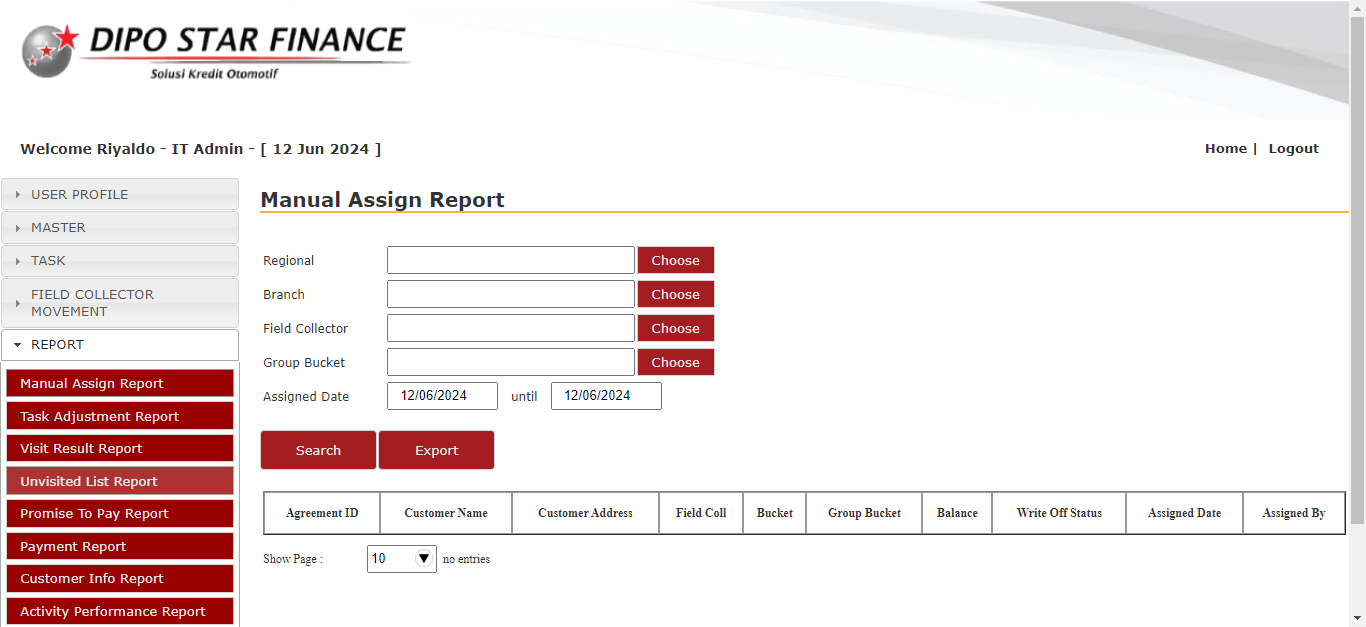 DIPO STAR FINANCE
Solusi Kredit Otomotif
Welcome Riyaldo - IT Admin - [ 12 Jun 2024 ]
Home | Logout
USER PROFILE
MASTER
TASK
FIELD COLLECTOR
MOVEMENT
REPORT
Manual Assign Report
Task Adjustment Report
Visit Result Report
Unvisited List Report
Promise To Pay Report
Payment Report
Customer Info Report
Activity Performance Report
Manual Assign Report
Regional Choose
Branch Choose
Field Collector Choose
Group Bucket Choose
Assigned Date 12/06/2024 until 12/06/2024
Search Export
Agreement ID Customer Name Customer Address Field Coll Bucket Group Bucket Balance Write Off Status Assigned Date Assigned By
Show Page : 10 no entries